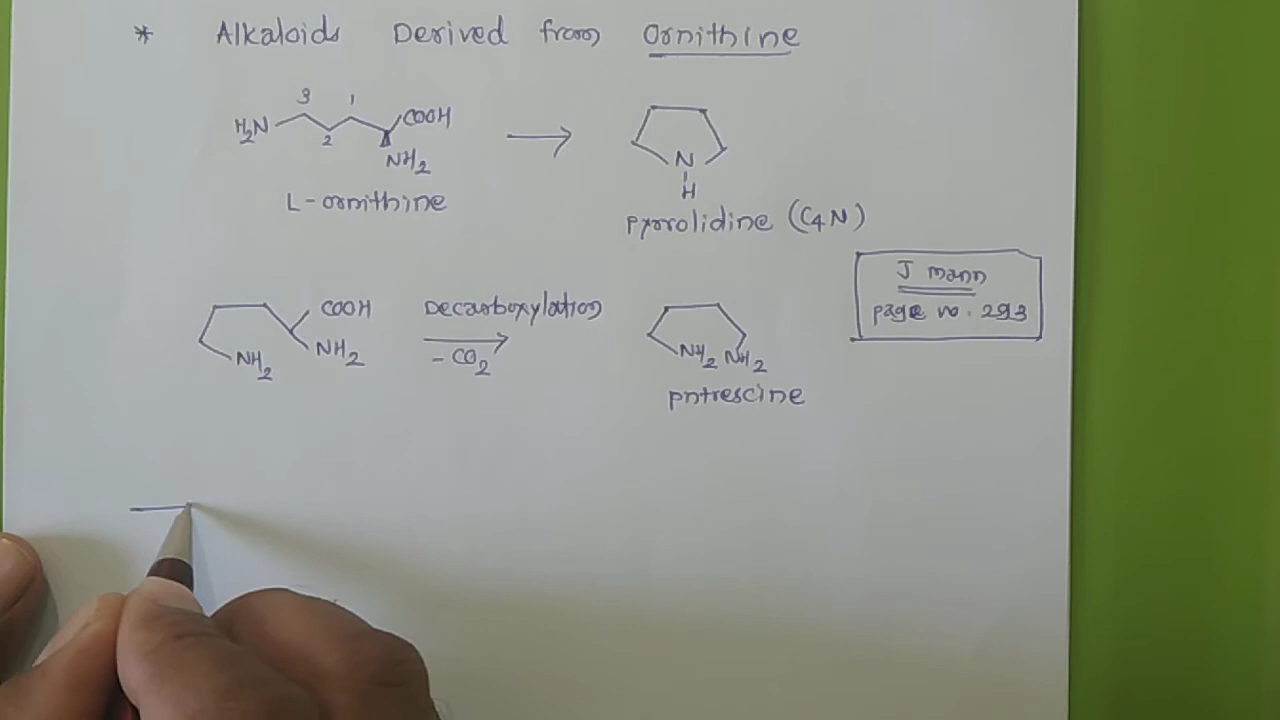 * Alkaloids Derived from Ornithine
3 1
H2N COOH
2
NH2
L-ornithine
N
H
Pyrrolidine (C4N)
J mann
page no. 293
COOH
NH2
NH2
Decarboxylation
- CO2
NH2 NH2
putrescine